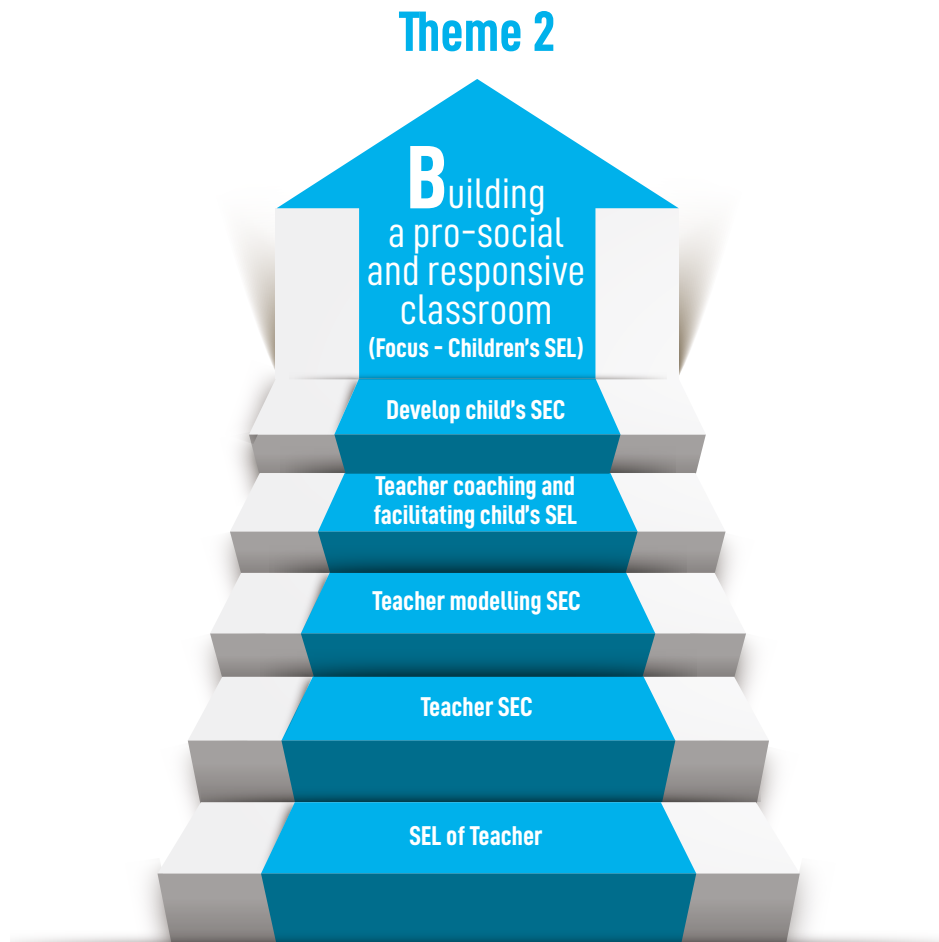 Theme 2
Building
a pro-social
and responsive
classroom
(Focus - Children's SEL)
Develop child's SEC
Teacher coaching and
facilitating child's SEL
Teacher modelling SEC
Teacher SEC
SEL of Teacher